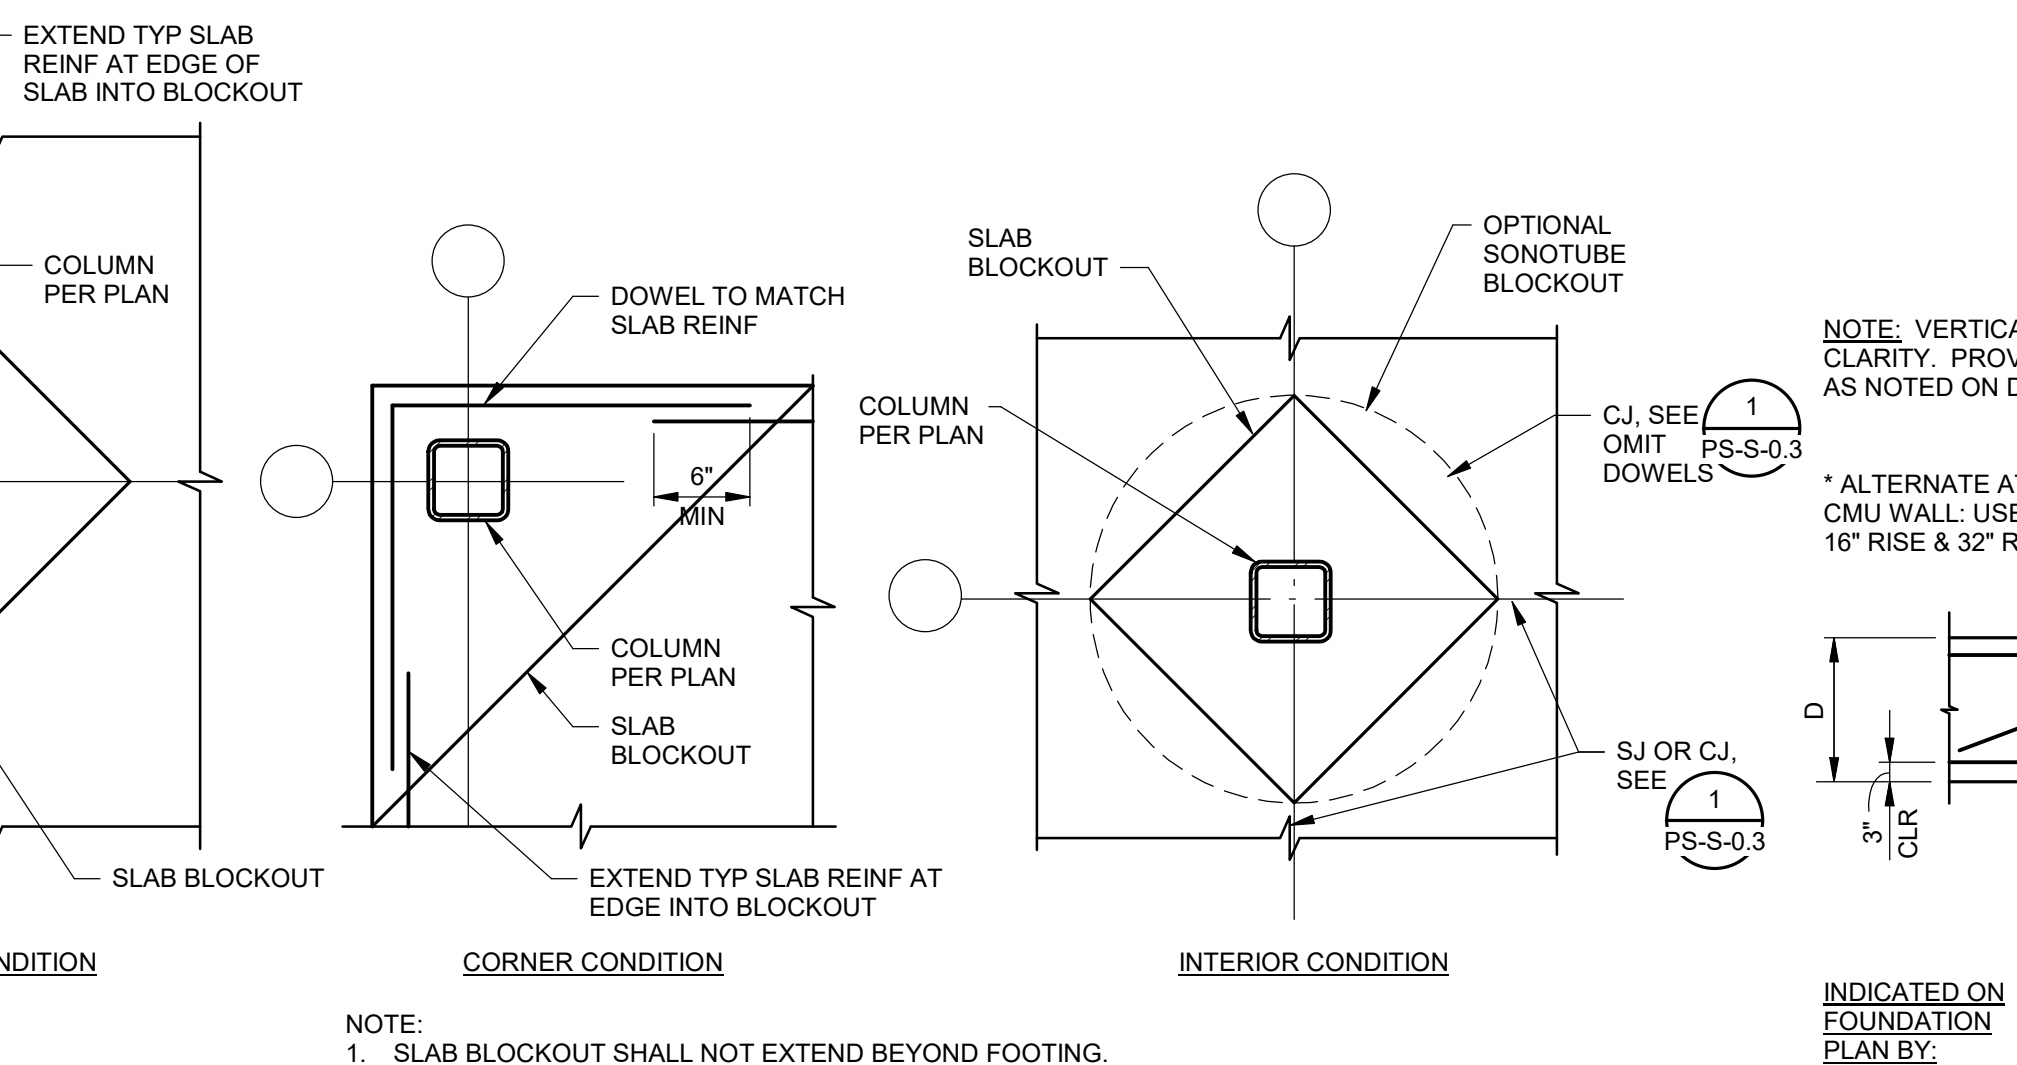 EXTEND TYP SLAB
REINF AT EDGE OF
SLAB INTO BLOCKOUT
COLUMN
PER PLAN
SLAB BLOCKOUT
NDITION
DOWEL TO MATCH
SLAB REINF
6"
MIN
COLUMN
PER PLAN
SLAB
BLOCKOUT
EXTEND TYP SLAB REINF AT
EDGE INTO BLOCKOUT
CORNER CONDITION
NOTE:
1. SLAB BLOCKOUT SHALL NOT EXTEND BEYOND FOOTING.
SLAB
BLOCKOUT
OPTIONAL
SONOTUBE
BLOCKOUT
COLUMN
PER PLAN
CJ, SEE
OMIT
DOWELS
1
PS-S-0.3
SJ OR CJ,
SEE
1
PS-S-0.3
INTERIOR CONDITION
NOTE: VERTICA
CLARITY. PROV
AS NOTED ON D
* ALTERNATE AT
CMU WALL: USE
16" RISE & 32" R
D
3"
CLR
INDICATED ON
FOUNDATION
PLAN BY: